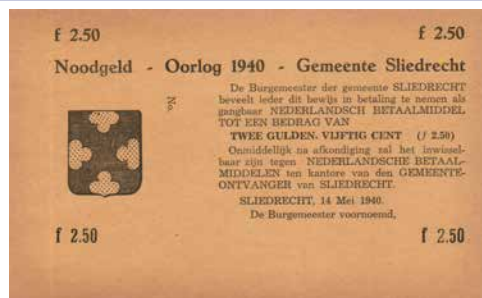 f 2.50 f 2.50
Noodgeld - Oorlog 1940 - Gemeente Sliedrecht
No.
De Burgemeester der gemeente SLIEDRECHT
beveelt ieder dit bewijs in betaling te nemen als
gangbaar NEDERLANDSCH BETAALMIDDEL
TOT EEN BEDRAG VAN
TWEE GULDEN. VIJFTIG CENT (f 2.50)
Onmiddellijk na afkondiging zal het inwissel-
baar zijn tegen NEDERLANDSCHE BETAAL-
MIDDELEN ten kantore van den GEMEENTE-
ONTVANGER van SLIEDRECHT.
SLIEDRECHT, 14 Mei 1940.
De Burgemeester voornoemd,
f 2.50 f 2.50